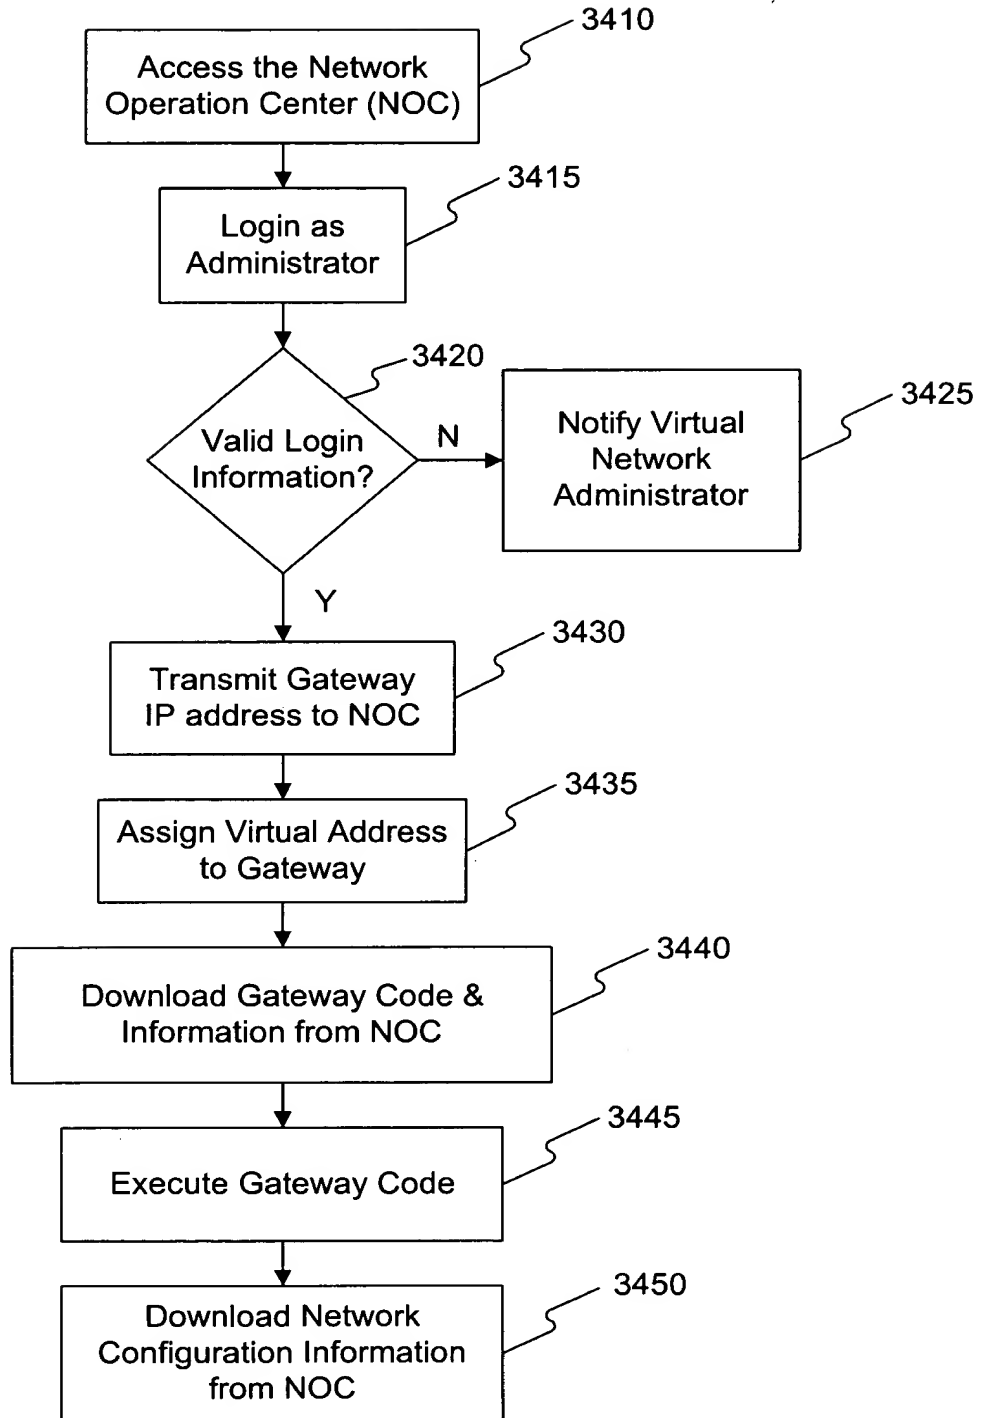 3410
Access the Network
Operation Center (NOC)
3415
Login as
Administrator
3420
Valid Login
Information?
N
3425
Notify Virtual
Network
Administrator
Y
3430
Transmit Gateway
IP address to NOC
3435
Assign Virtual Address
to Gateway
3440
Download Gateway Code &
Information from NOC
3445
Execute Gateway Code
3450
Download Network
Configuration Information
from NOC